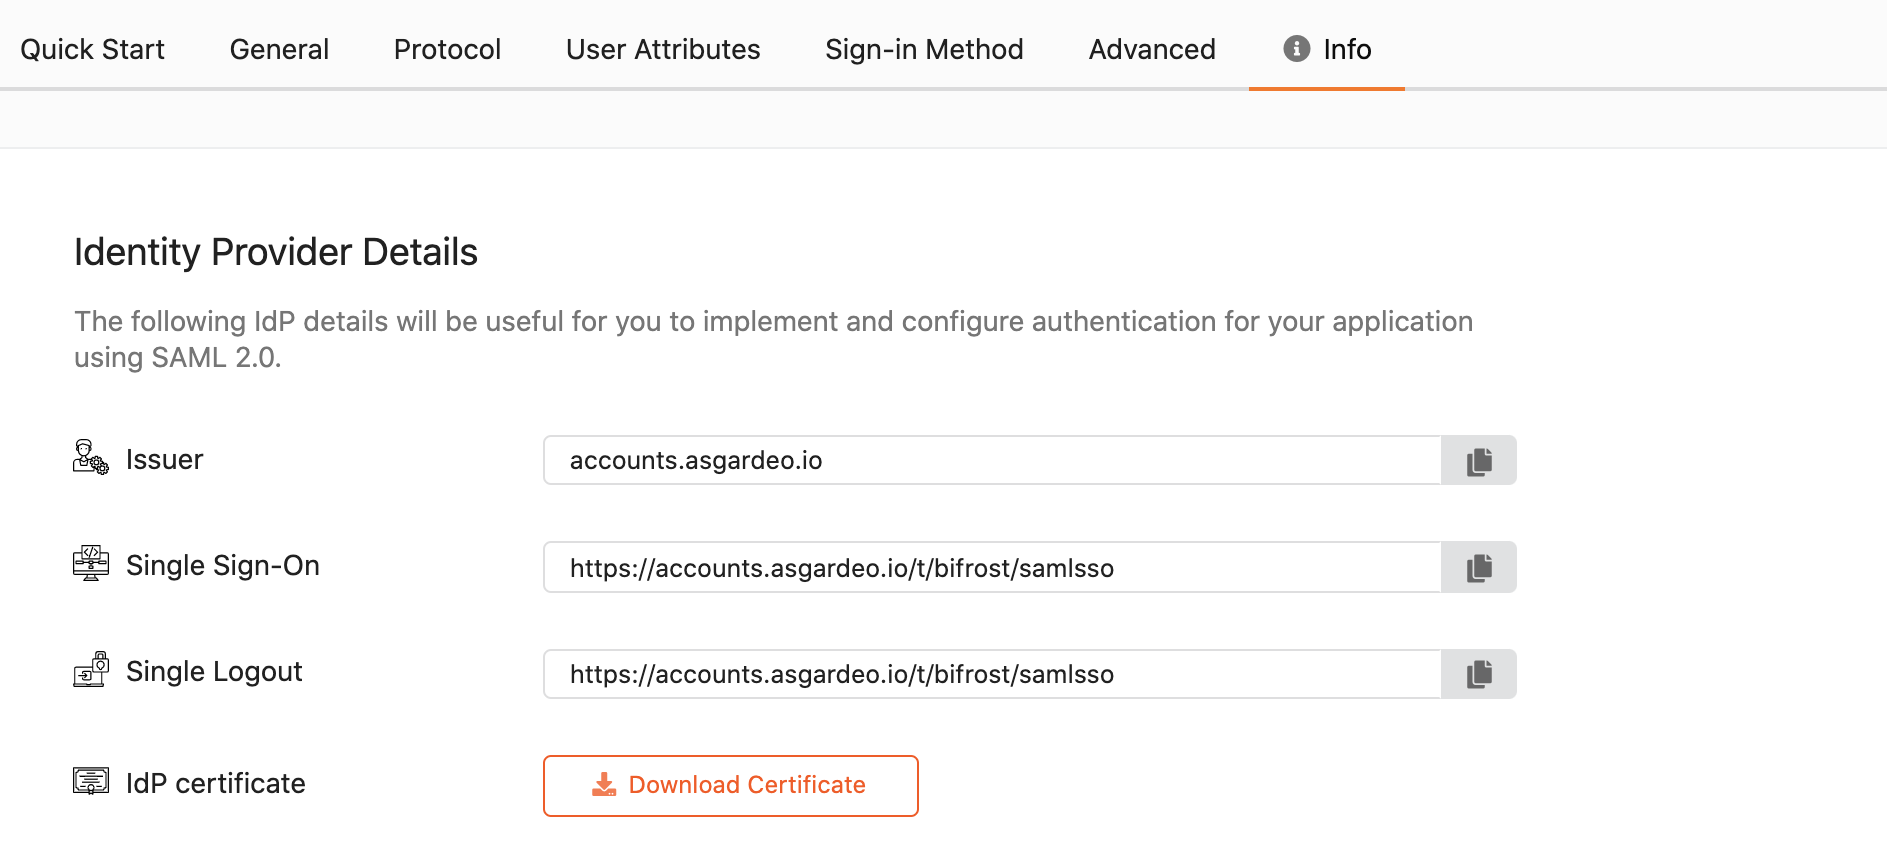 Quick Start General Protocol User Attributes Sign-in Method Advanced Info
Identity Provider Details
The following IdP details will be useful for you to implement and configure authentication for your application
using SAML 2.0.
Issuer accounts.asgardeo.io
Single Sign-On https://accounts.asgardeo.io/t/bifrost/samlsso
Single Logout https://accounts.asgardeo.io/t/bifrost/samlsso
IdP certificate Download Certificate